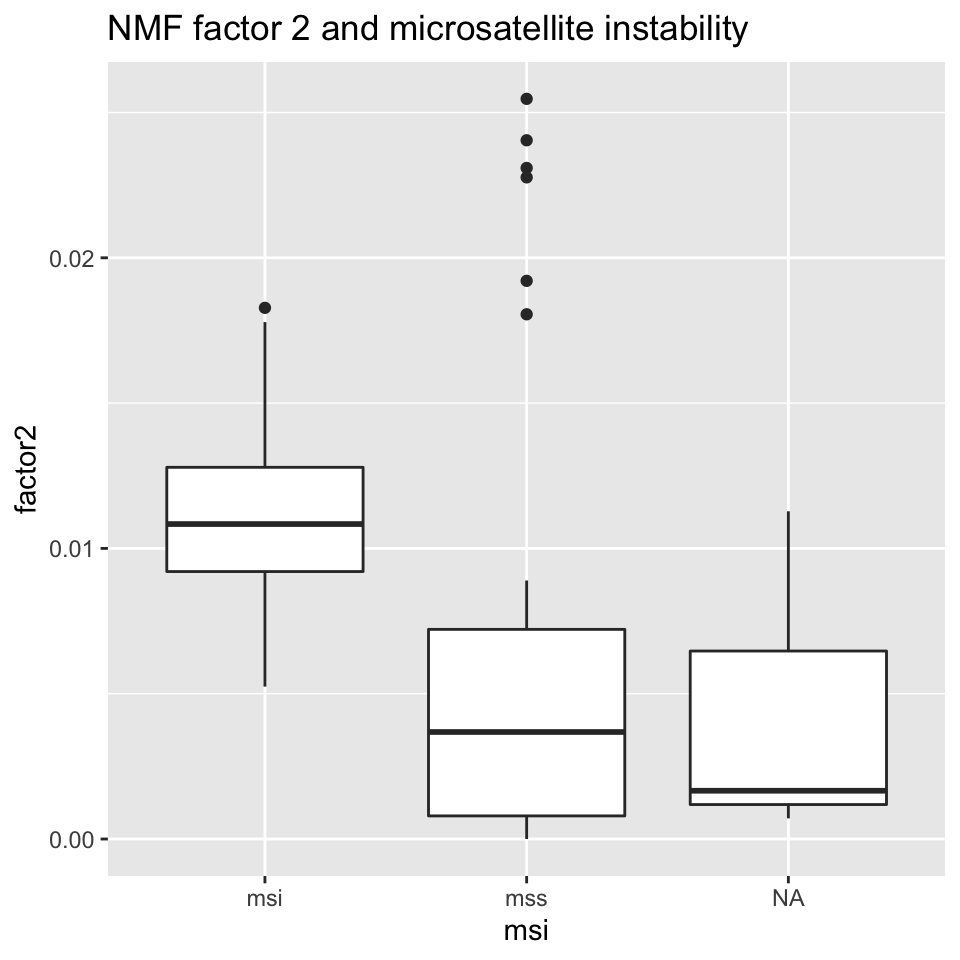 NMF factor 2 and microsatellite instability
factor2
0.02
0.01
0.00
msi mss NA
msi